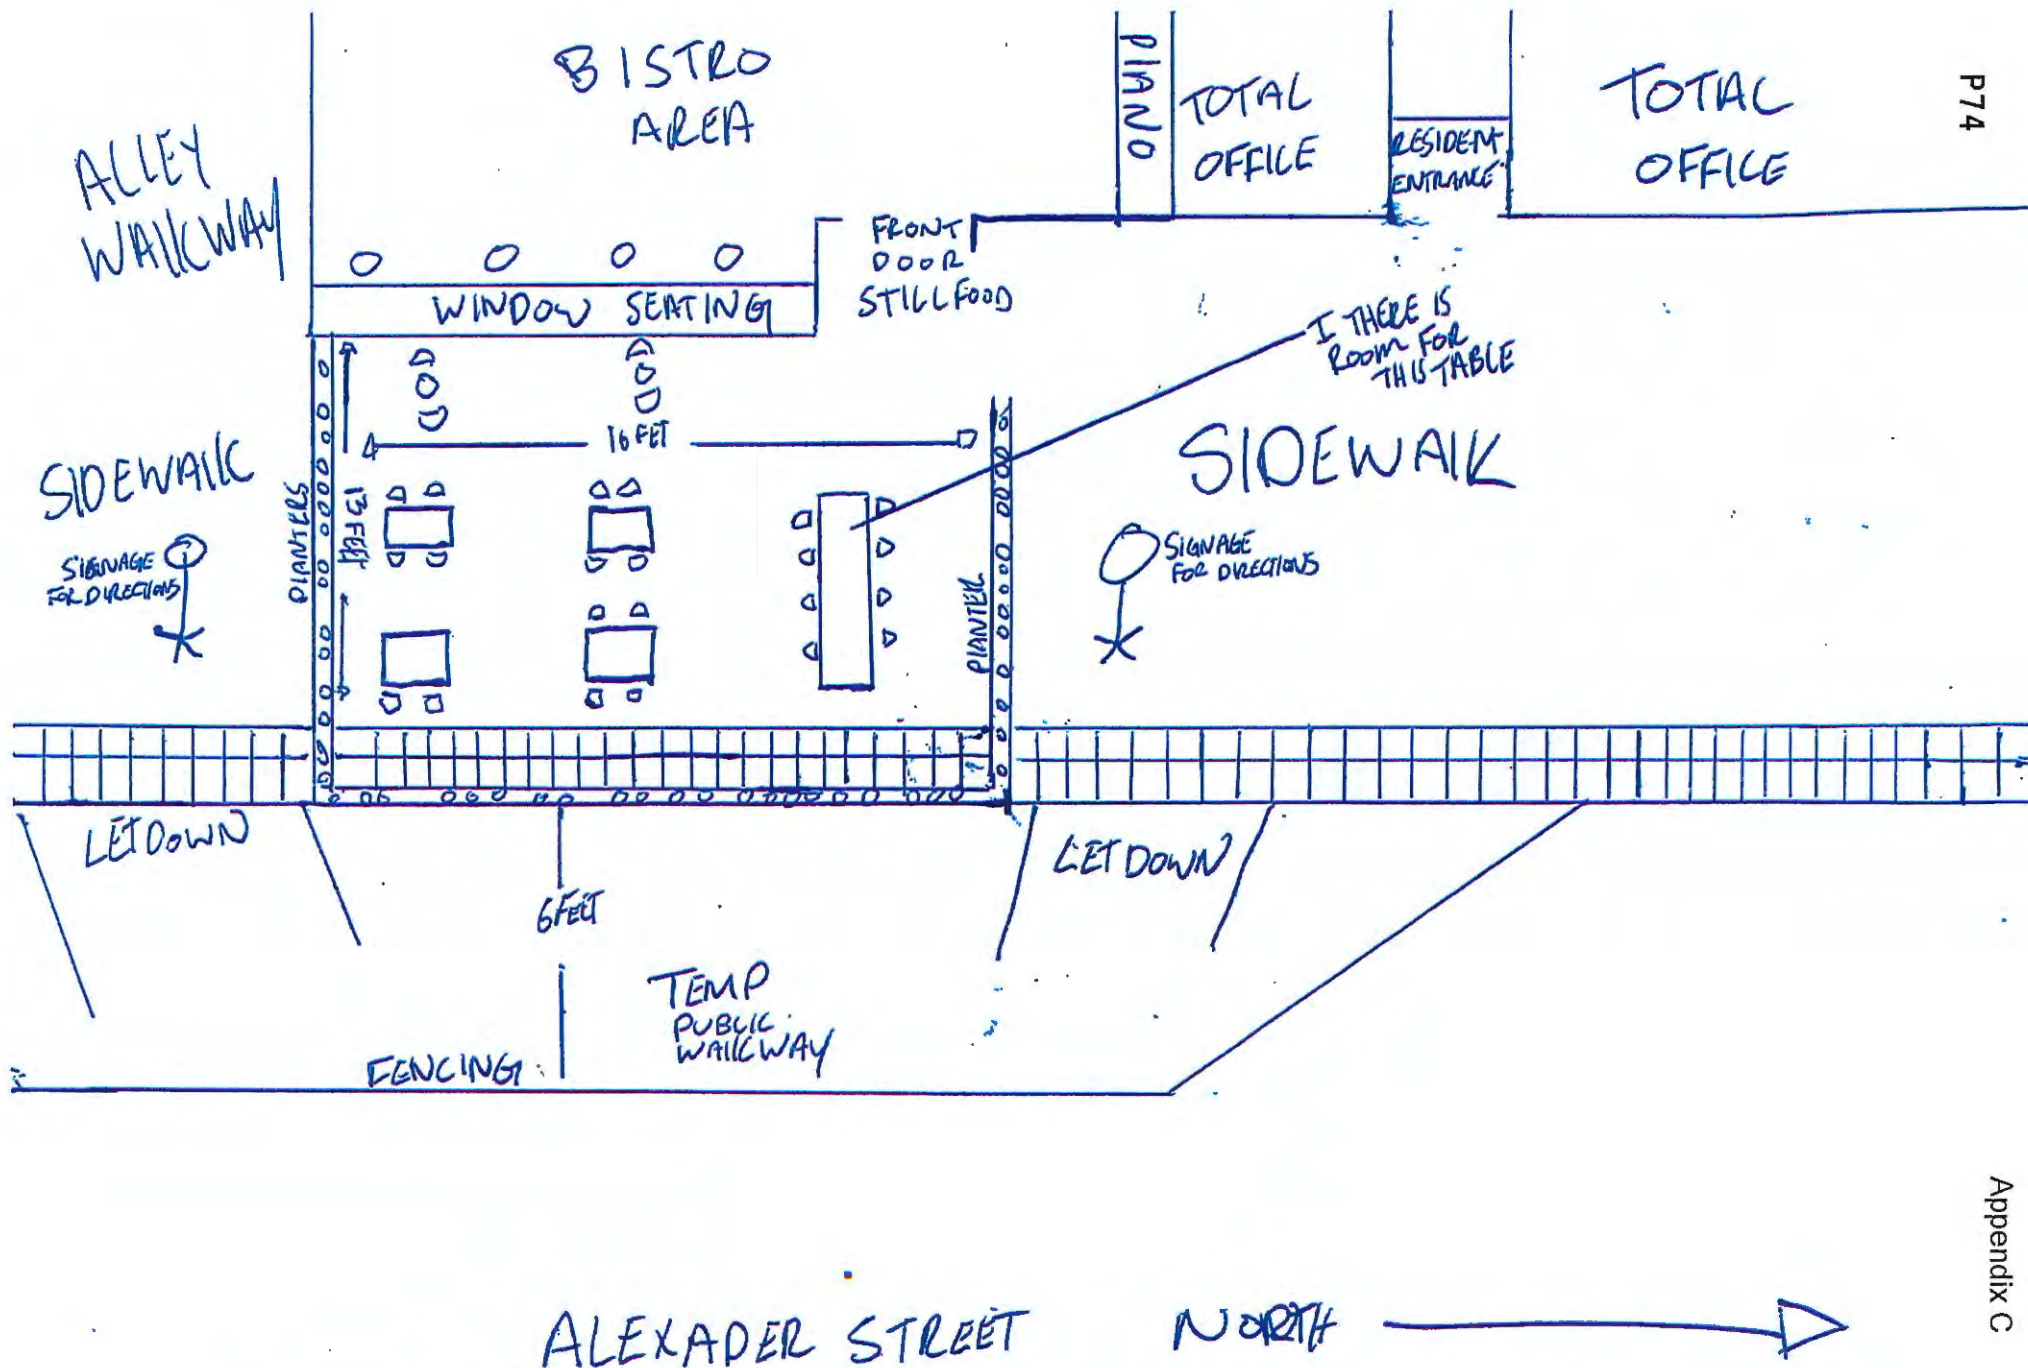 P74
BISTRO
AREA
PIANO
TOTAL
OFFICE
RESIDENT
ENTRANCE
TOTAL
OFFICE
ALLEY
WALKWAY
FRONT
DOOR
STILLFOOD
WINDOW SEATING
I THERE IS
ROOM FOR
THIS TABLE
16 FEET
SIDEWALK
SIDEWALK
PLANTERS
13 FEET
SIGNAGE
FOR DIRECTIONS
PLANTER
SIGNAGE
FOR DIRECTIONS
LETDOWN
LETDOWN
6 FEET
TEMP
PUBLIC
WALKWAY
FENCING
Appendix C
ALEXADER STREET
NORTH